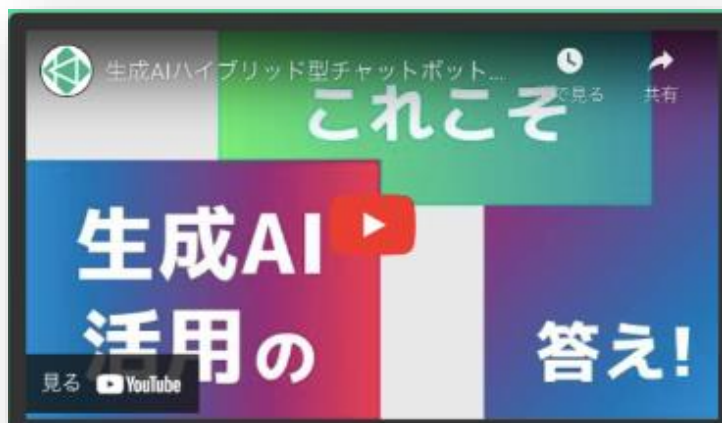 生成AIハイブリッド型チャットボット...
で見る
共有
これこそ
生成AI
活用の
答え!
見る YouTube